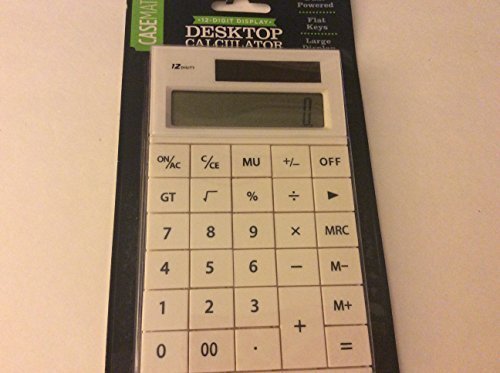 CASEMATE
12-DIGIT DISPLAY
DESKTOP
CALCULATOR
Powered
Flat
Keys
Large
Display
12 DIGITS
0
ON/AC C/CE MU +/− OFF
GT √ % ÷ ►
7 8 9 × MRC
4 5 6 − M−
1 2 3 + M+
0 00 · =